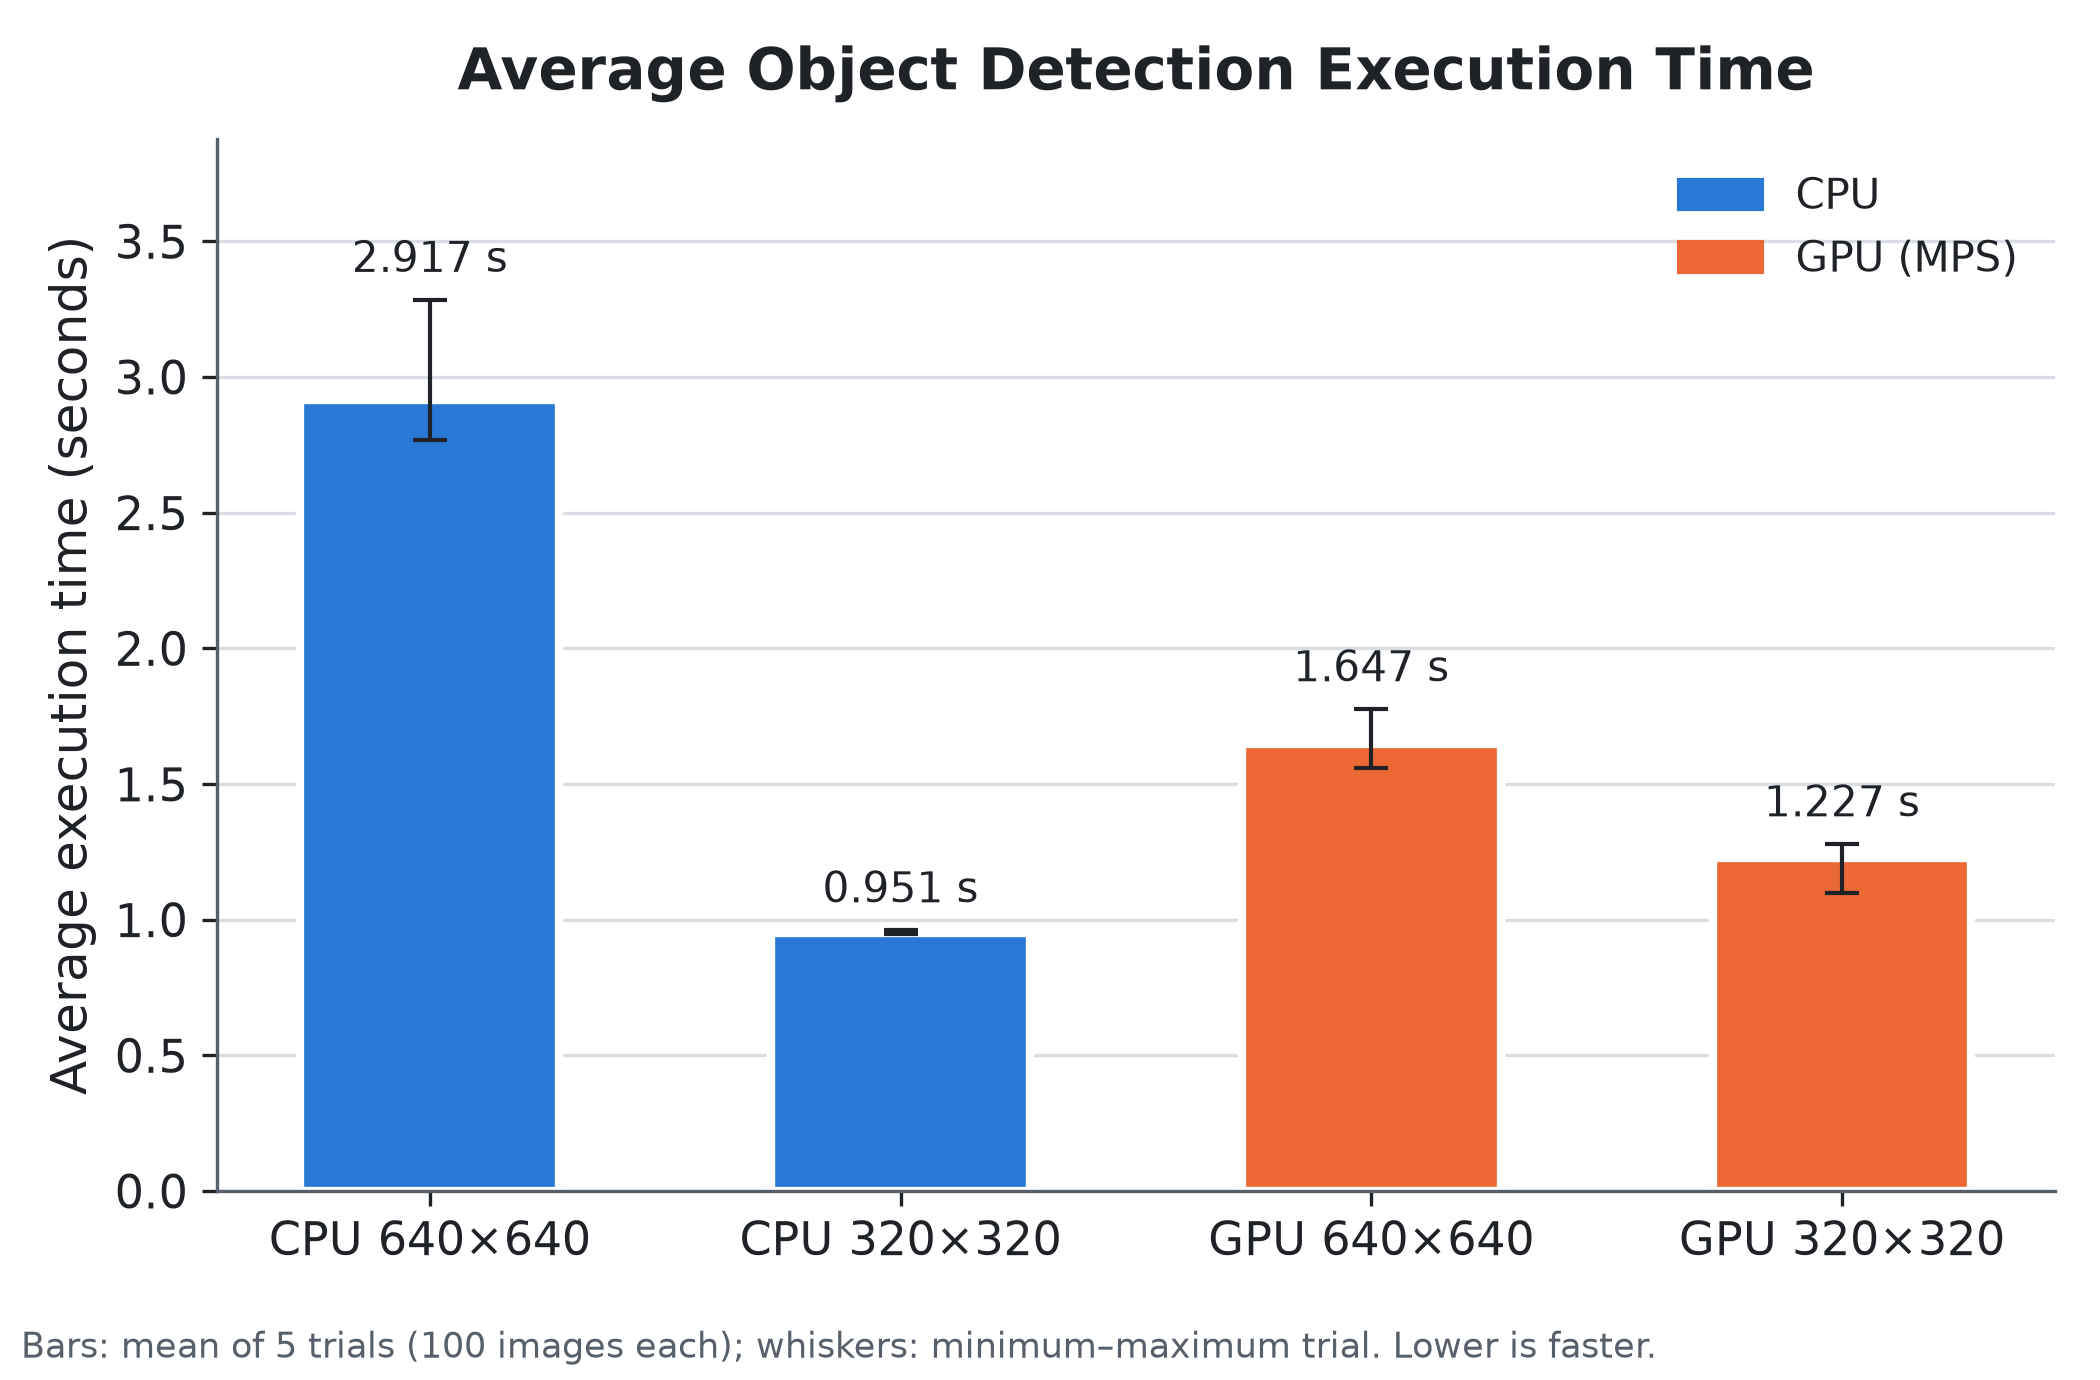 Average Object Detection Execution Time
CPU
GPU (MPS)
Average execution time (seconds)
3.5
3.0
2.5
2.0
1.5
1.0
0.5
0.0
2.917 s
0.951 s
1.647 s
1.227 s
CPU 640×640
CPU 320×320
GPU 640×640
GPU 320×320
Bars: mean of 5 trials (100 images each); whiskers: minimum–maximum trial. Lower is faster.